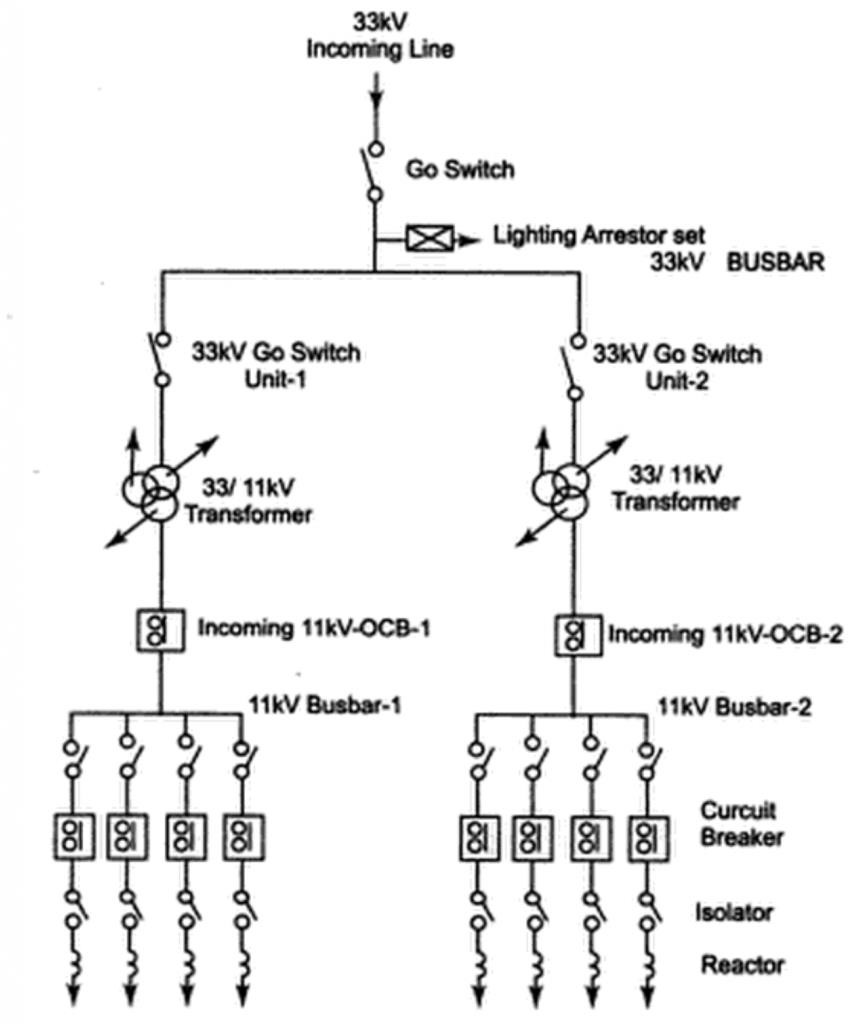 33kV
Incoming Line
Go Switch
Lighting Arrestor set
33kV BUSBAR
33kV Go Switch
Unit-1
33kV Go Switch
Unit-2
33/ 11kV
Transformer
33/ 11kV
Transformer
Incoming 11kV-OCB-1
Incoming 11kV-OCB-2
11kV Busbar-1
11kV Busbar-2
Curcuit
Breaker
Isolator
Reactor